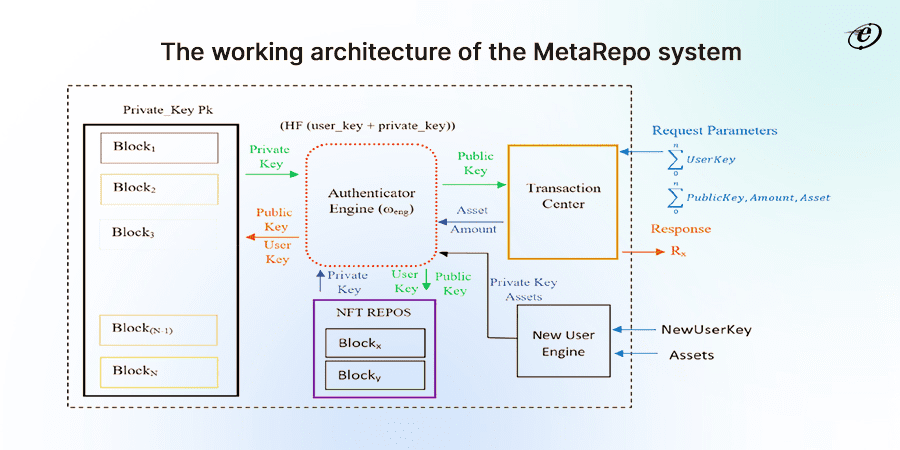 The working architecture of the MetaRepo system
Private_Key Pk
Block1
Block2
Block3
Block(N-1)
BlockN
(HF (user_key + private_key))
Private
Key
Public
Key
User
Key
Authenticator
Engine (ωeng)
Public
Key
Asset
Amount
Transaction
Center
Request Parameters
n
∑ UserKey
0
n
∑ PublicKey, Amount, Asset
0
Response
Rx
Private
Key
User
Key
Public
Key
Private Key
Assets
NFT REPOS
Blockx
Blocky
New User
Engine
NewUserKey
Assets
e